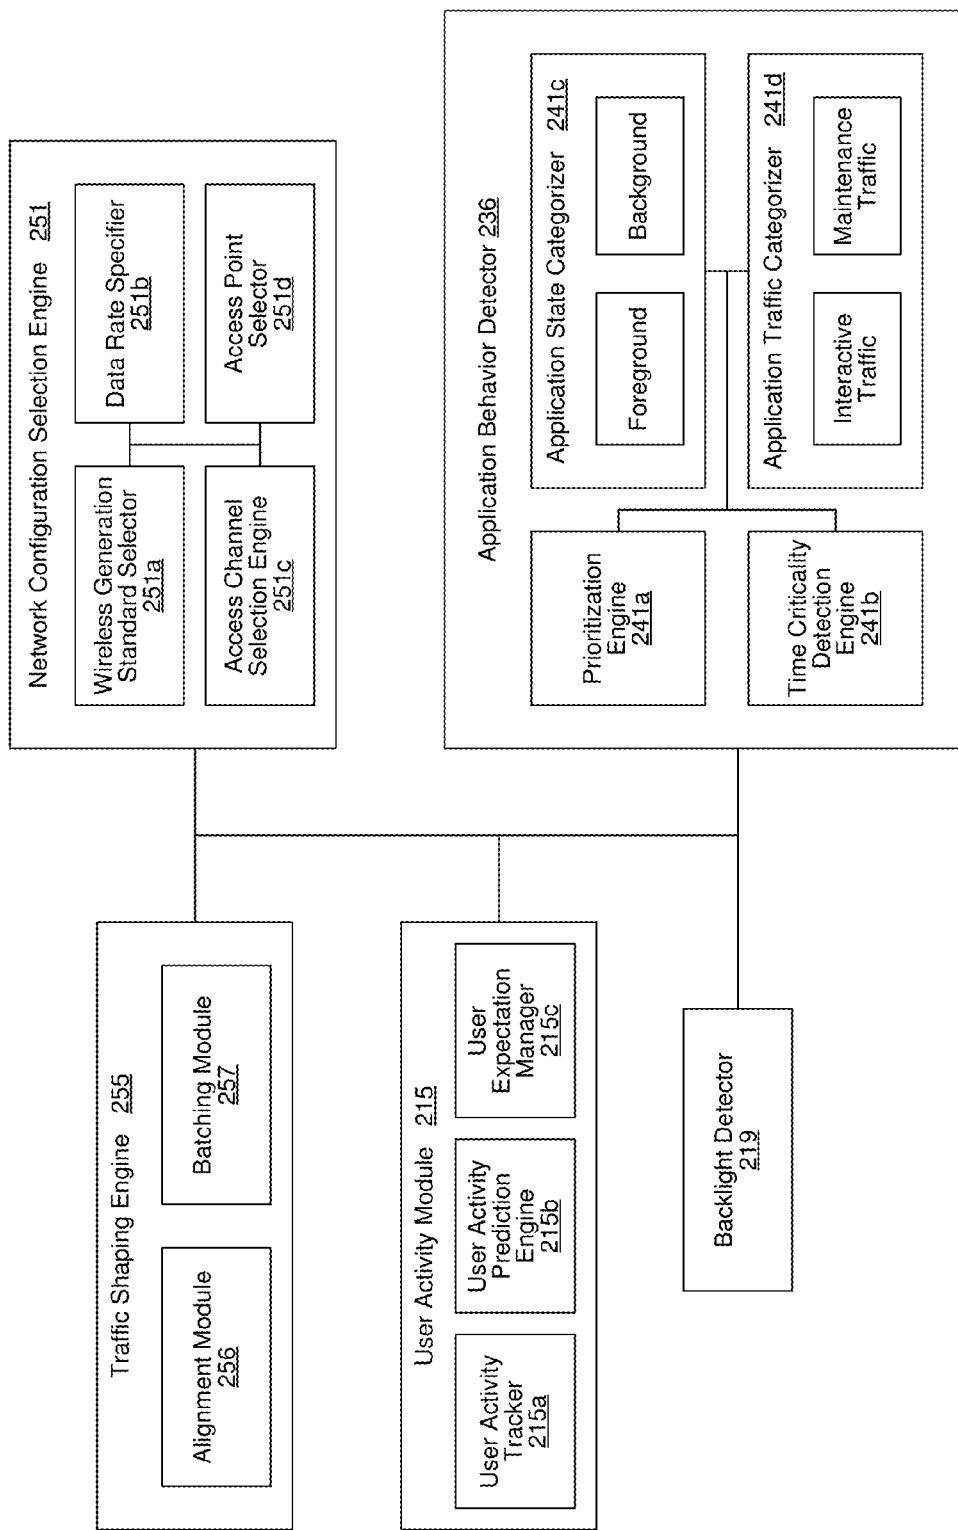 Traffic Shaping Engine 255
Alignment Module
256
Batching Module
257
Network Configuration Selection Engine 251
Wireless Generation
Standard Selector
251a
Data Rate Specifier
251b
Access Channel
Selection Engine
251c
Access Point
Selector
251d
User Activity Module 215
User Activity
Tracker
215a
User Activity
Prediction
Engine
215b
User
Expectation
Manager
215c
Backlight Detector
219
Application Behavior Detector 236
Prioritization
Engine
241a
Time Criticality
Detection
Engine
241b
Application State Categorizer 241c
Foreground
Background
Application Traffic Categorizer 241d
Interactive
Traffic
Maintenance
Traffic